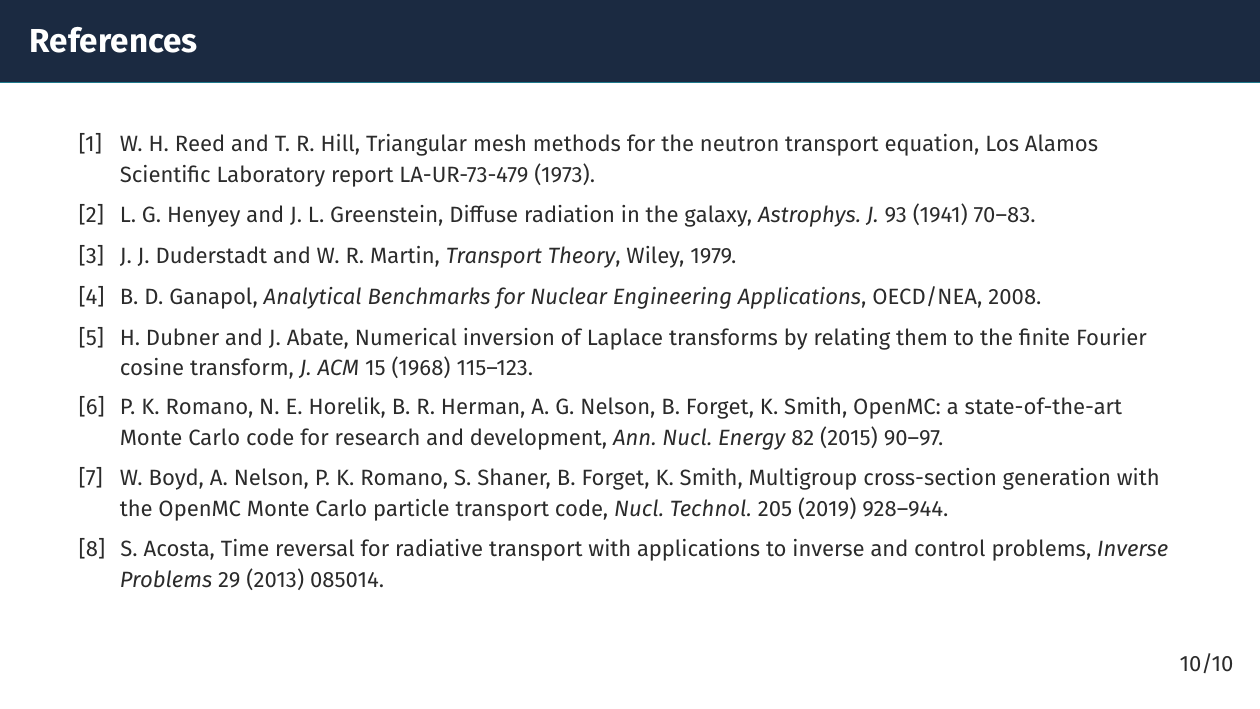 References
[1] W. H. Reed and T. R. Hill, Triangular mesh methods for the neutron transport equation, Los Alamos
Scientific Laboratory report LA-UR-73-479 (1973).
[2] L. G. Henyey and J. L. Greenstein, Diffuse radiation in the galaxy, Astrophys. J. 93 (1941) 70–83.
[3] J. J. Duderstadt and W. R. Martin, Transport Theory, Wiley, 1979.
[4] B. D. Ganapol, Analytical Benchmarks for Nuclear Engineering Applications, OECD/NEA, 2008.
[5] H. Dubner and J. Abate, Numerical inversion of Laplace transforms by relating them to the finite Fourier
cosine transform, J. ACM 15 (1968) 115–123.
[6] P. K. Romano, N. E. Horelik, B. R. Herman, A. G. Nelson, B. Forget, K. Smith, OpenMC: a state-of-the-art
Monte Carlo code for research and development, Ann. Nucl. Energy 82 (2015) 90–97.
[7] W. Boyd, A. Nelson, P. K. Romano, S. Shaner, B. Forget, K. Smith, Multigroup cross-section generation with
the OpenMC Monte Carlo particle transport code, Nucl. Technol. 205 (2019) 928–944.
[8] S. Acosta, Time reversal for radiative transport with applications to inverse and control problems, Inverse
Problems 29 (2013) 085014.
10/10